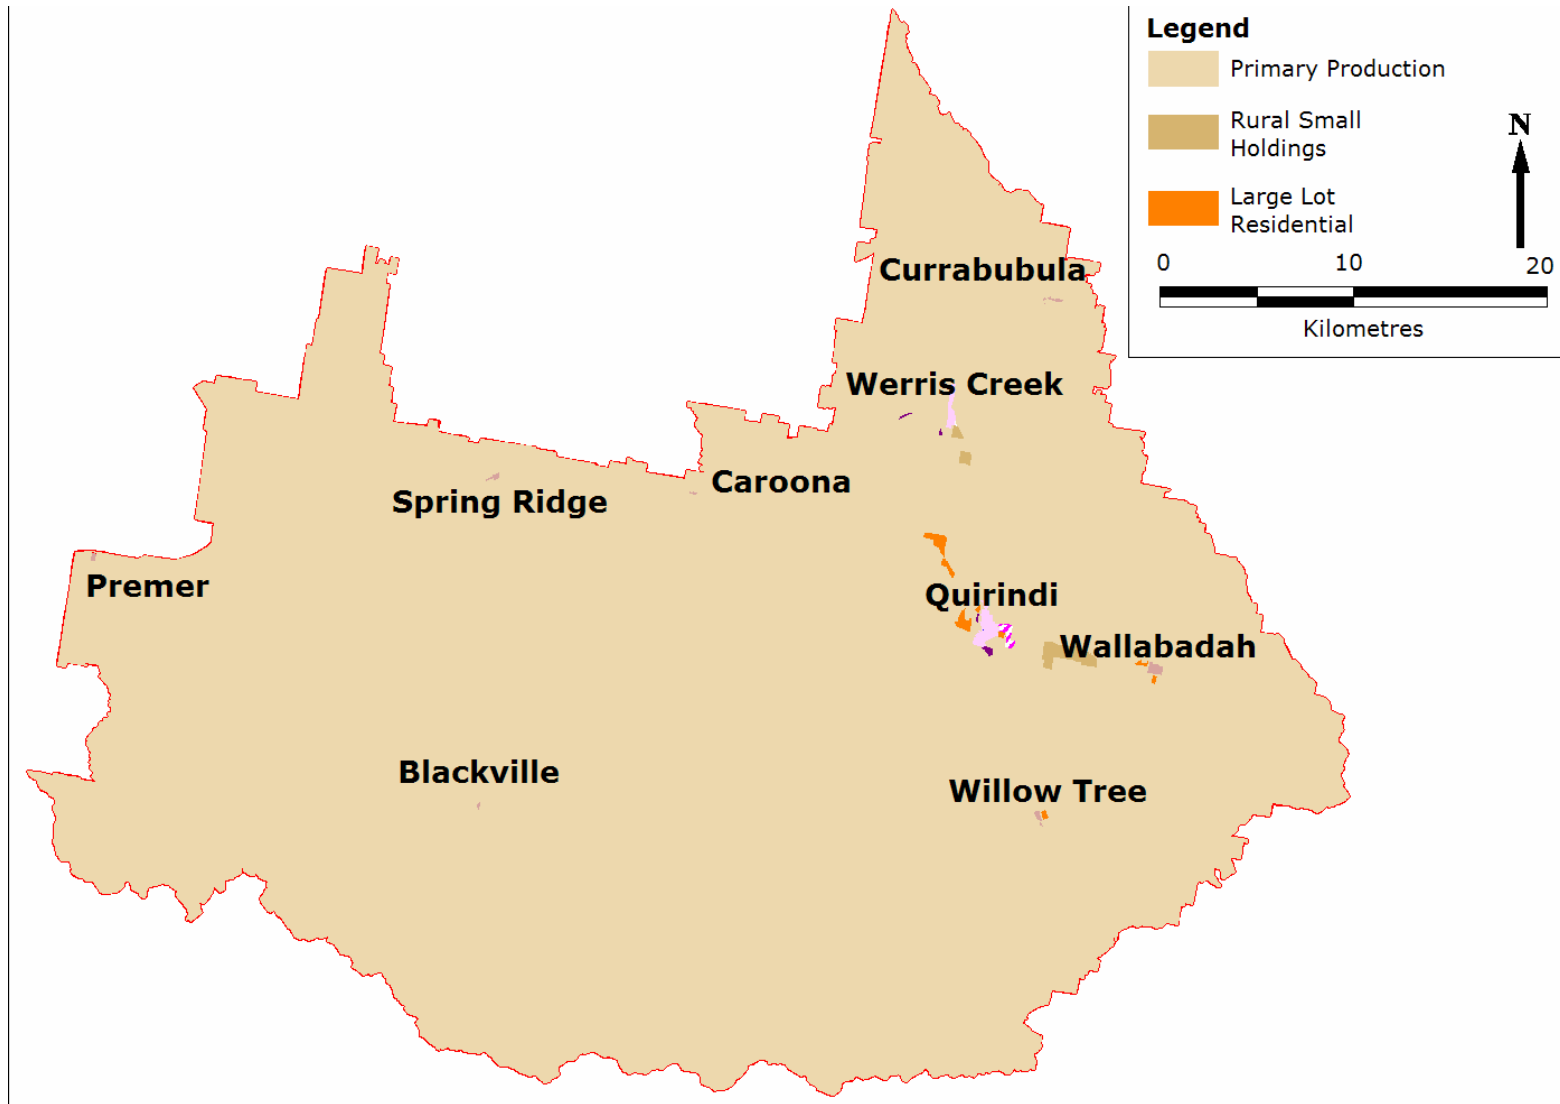 Legend
Primary Production
Rural Small
Holdings
N
Large Lot
Residential
0 10 20
Kilometres
Currabubula
Werris Creek
Caroona
Spring Ridge
Premer
Quirindi
Wallabadah
Blackville
Willow Tree